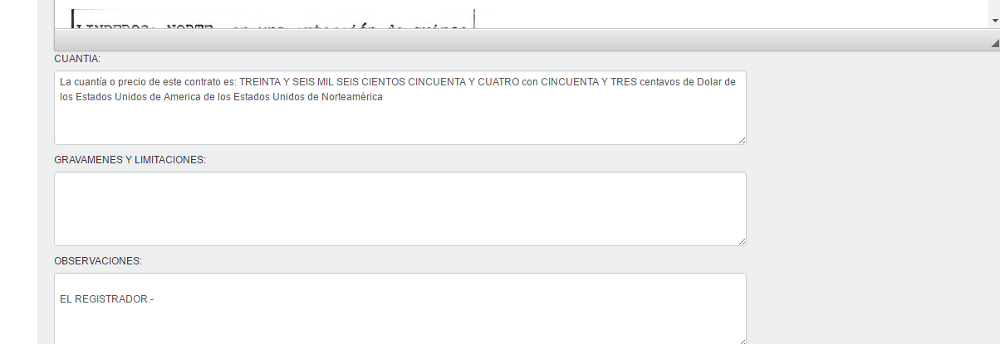 LINDEROS: NORTE, en una extensión de quince
CUANTIA:
La cuantía o precio de este contrato es: TREINTA Y SEIS MIL SEIS CIENTOS CINCUENTA Y CUATRO con CINCUENTA Y TRES centavos de Dolar de
los Estados Unidos de America de los Estados Unidos de Norteamérica
GRAVAMENES Y LIMITACIONES:
OBSERVACIONES:
EL REGISTRADOR.-